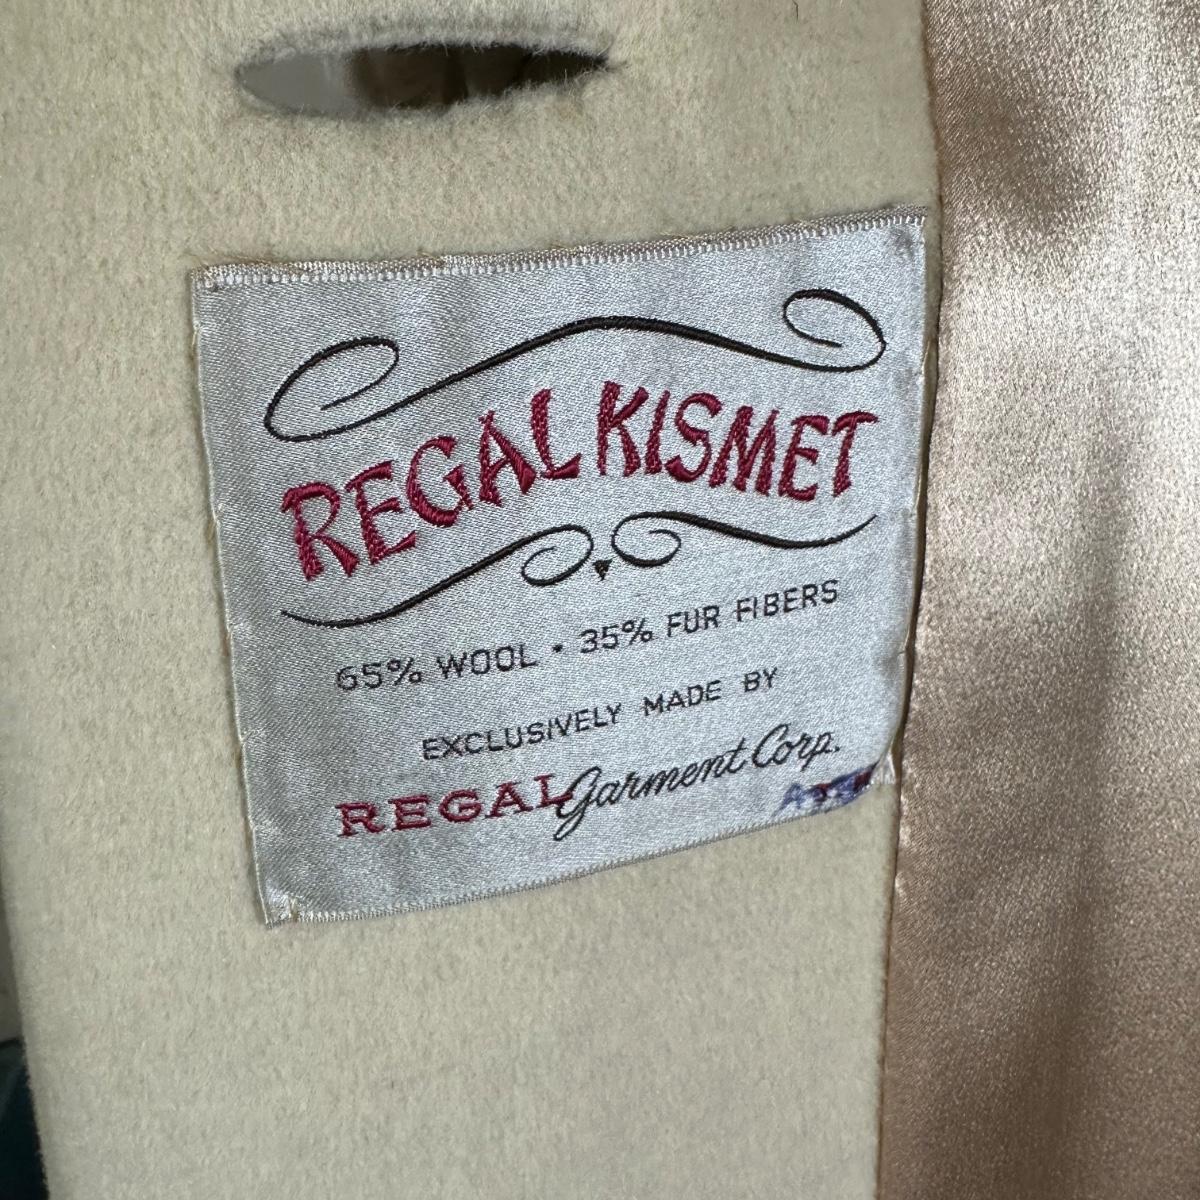 REGAL KISMET
65% WOOL • 35% FUR FIBERS
EXCLUSIVELY MADE BY
REGAL Garment Corp.